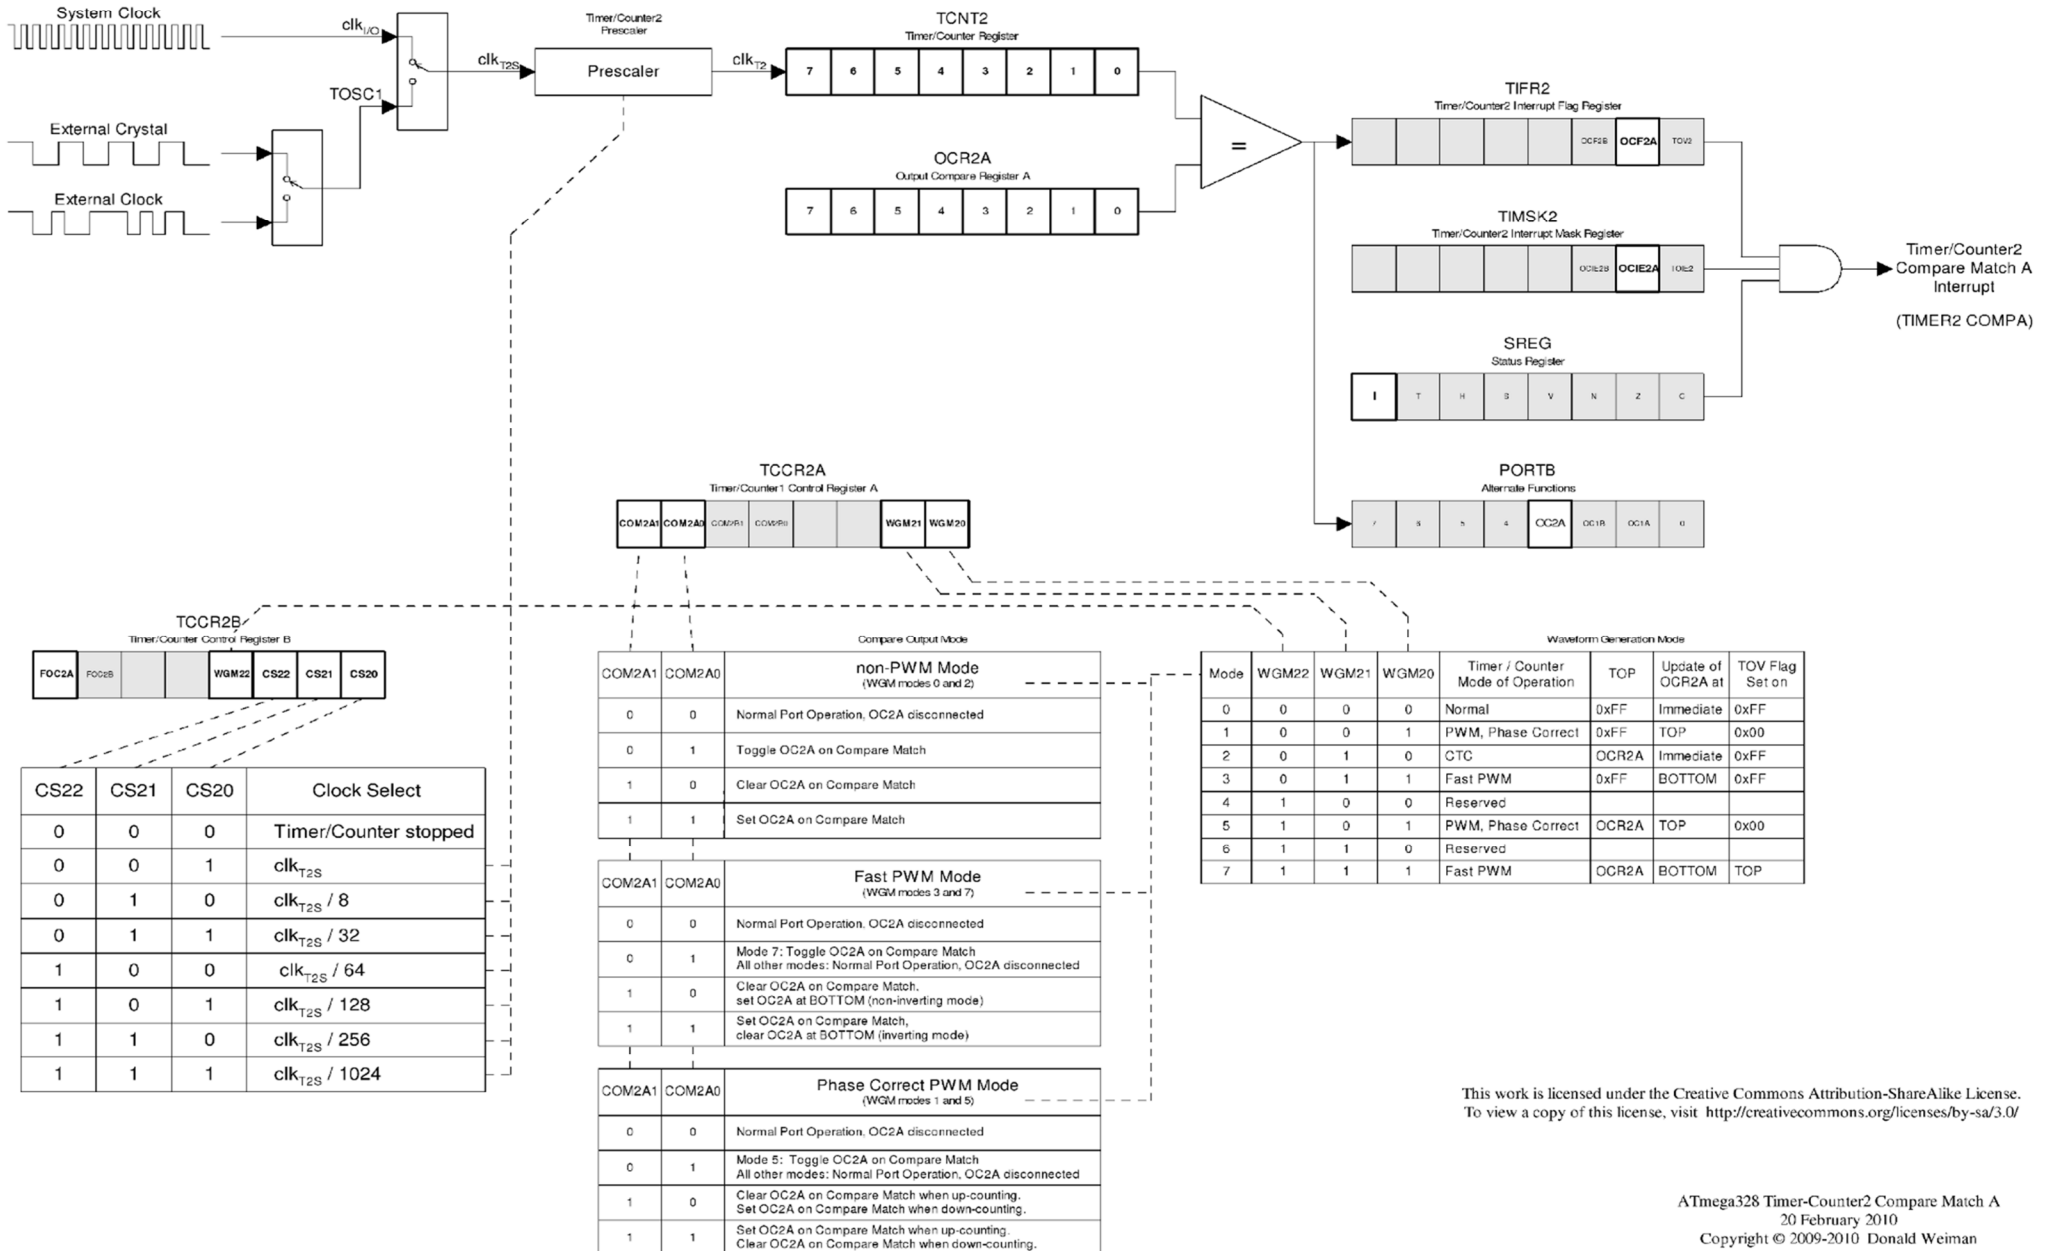 System Clock
clkI/O
Timer/Counter2
Prescaler
clkT2S
Prescaler
clkT2
TCNT2
Timer/Counter Register
7 6 5 4 3 2 1 0
TOSC1
External Crystal
External Clock
OCR2A
Output Compare Register A
7 6 5 4 3 2 1 0
=
TIFR2
Timer/Counter2 Interrupt Flag Register
OCF2B OCF2A TOV2
TIMSK2
Timer/Counter2 Interrupt Mask Register
OCIE2B OCIE2A TOIE2
Timer/Counter2
Compare Match A
Interrupt
(TIMER2 COMPA)
SREG
Status Register
I T H S V N Z C
PORTB
Alternate Functions
7 6 5 4 OC2A OC1B OC1A 0
TCCR2A
Timer/Counter1 Control Register A
COM2A1 COM2A0 COM2B1 COM2B0 WGM21 WGM20
TCCR2B
Timer/Counter Control Register B
FOC2A FOC2B WGM22 CS22 CS21 CS20
CS22 CS21 CS20 Clock Select
0 0 0 Timer/Counter stopped
0 0 1 clkT2S
0 1 0 clkT2S / 8
0 1 1 clkT2S / 32
1 0 0 clkT2S / 64
1 0 1 clkT2S / 128
1 1 0 clkT2S / 256
1 1 1 clkT2S / 1024
Compare Output Mode
COM2A1 COM2A0 non-PWM Mode
(WGM modes 0 and 2)
0 0 Normal Port Operation, OC2A disconnected
0 1 Toggle OC2A on Compare Match
1 0 Clear OC2A on Compare Match
1 1 Set OC2A on Compare Match
COM2A1 COM2A0 Fast PWM Mode
(WGM modes 3 and 7)
0 0 Normal Port Operation, OC2A disconnected
0 1 Mode 7: Toggle OC2A on Compare Match
All other modes: Normal Port Operation, OC2A disconnected
1 0 Clear OC2A on Compare Match.
set OC2A at BOTTOM (non-inverting mode)
1 1 Set OC2A on Compare Match,
clear OC2A at BOTTOM (inverting mode)
COM2A1 COM2A0 Phase Correct PWM Mode
(WGM modes 1 and 5)
0 0 Normal Port Operation, OC2A disconnected
0 1 Mode 5: Toggle OC2A on Compare Match
All other modes: Normal Port Operation, OC2A disconnected
1 0 Clear OC2A on Compare Match when up-counting.
Set OC2A on Compare Match when down-counting.
1 1 Set OC2A on Compare Match when up-counting.
Clear OC2A on Compare Match when down-counting.
Waveform Generation Mode
Mode WGM22 WGM21 WGM20 Timer / Counter Mode of Operation TOP Update of OCR2A at TOV Flag Set on
0 0 0 0 Normal 0xFF Immediate 0xFF
1 0 0 1 PWM, Phase Correct 0xFF TOP 0x00
2 0 1 0 CTC OCR2A Immediate 0xFF
3 0 1 1 Fast PWM 0xFF BOTTOM 0xFF
4 1 0 0 Reserved
5 1 0 1 PWM, Phase Correct OCR2A TOP 0x00
6 1 1 0 Reserved
7 1 1 1 Fast PWM OCR2A BOTTOM TOP
This work is licensed under the Creative Commons Attribution-ShareAlike License.
To view a copy of this license, visit http://creativecommons.org/licenses/by-sa/3.0/
ATmega328 Timer-Counter2 Compare Match A
20 February 2010
Copyright © 2009-2010 Donald Weiman